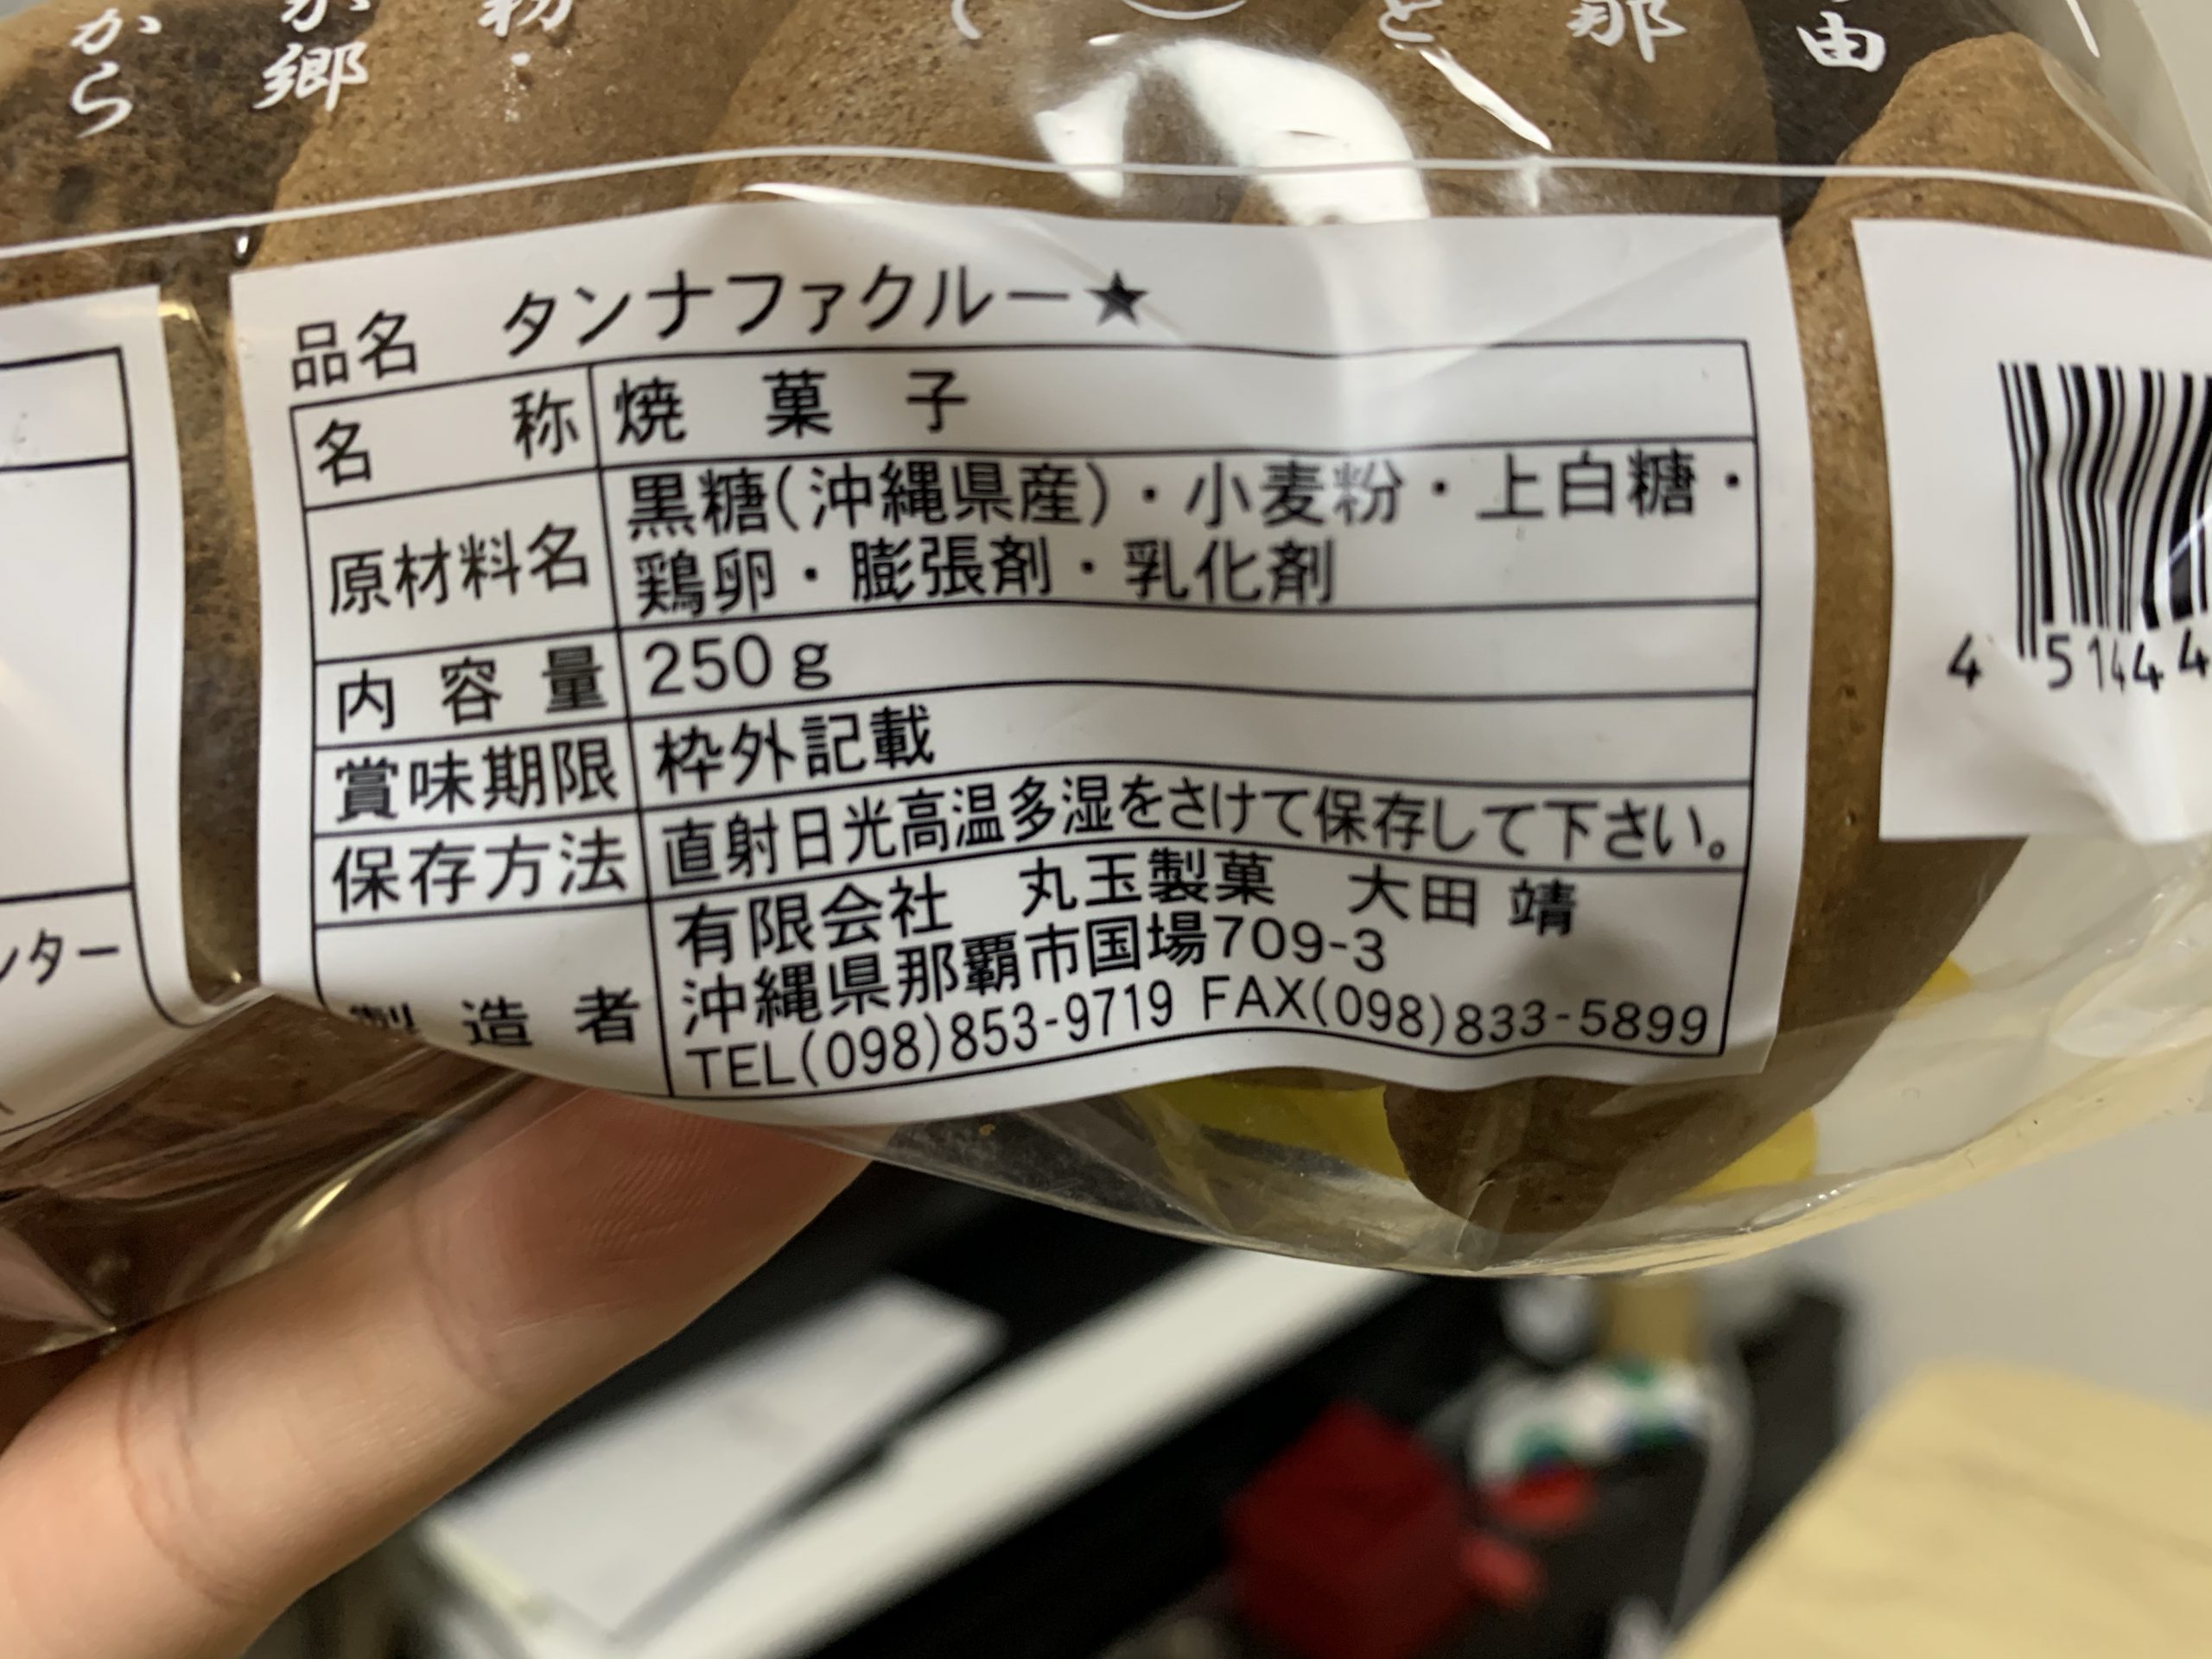 から
郷
粉・
と
那
由
品名 タンナファクルー★
名 称 焼 菓 子
原材料名 黒糖(沖縄県産)・小麦粉・上白糖・
鶏卵・膨張剤・乳化剤
内 容 量 250g
賞味期限 枠外記載
保存方法 直射日光高温多湿をさけて保存して下さい。
製 造 者 有限会社 丸玉製菓 大田 靖
沖縄県那覇市国場709-3
TEL(098)853-9719 FAX(098)833-5899
ンター
4 51444